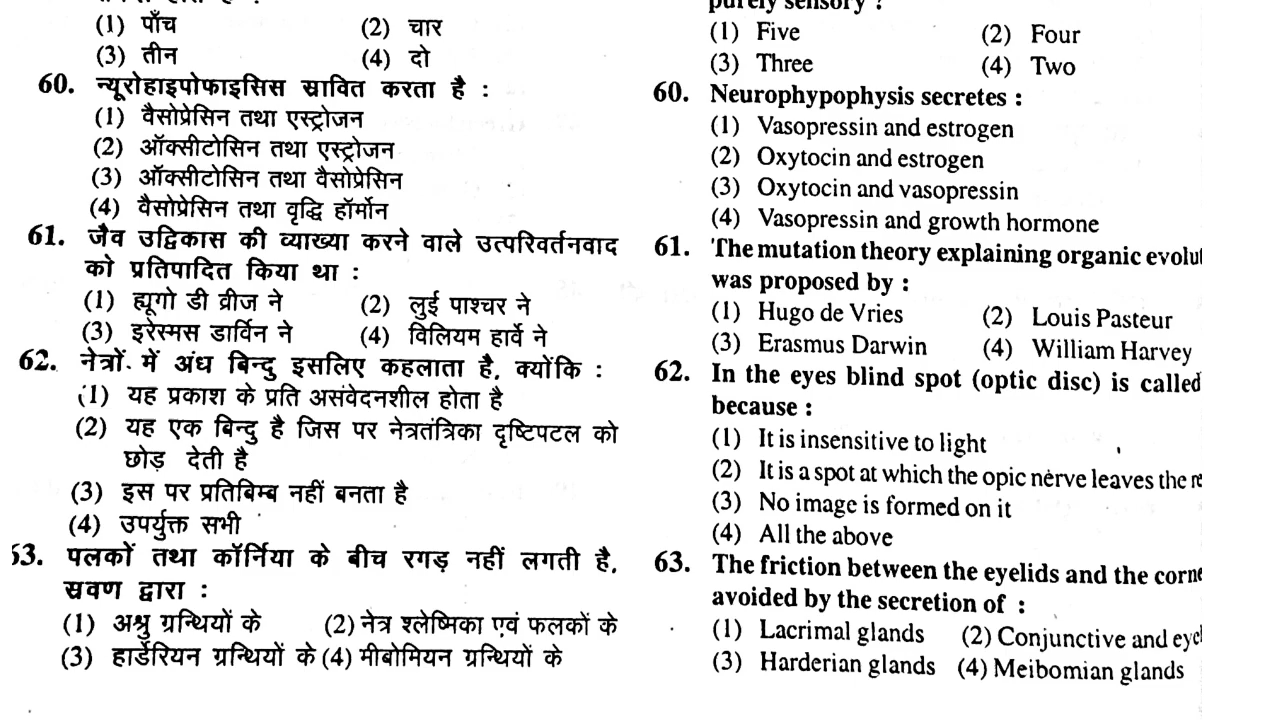 (1) पाँच (2) चार
(3) तीन (4) दो
60. न्यूरोहाइपोफाइसिस स्रावित करता है :
(1) वैसोप्रेसिन तथा एस्ट्रोजन
(2) ऑक्सीटोसिन तथा एस्ट्रोजन
(3) ऑक्सीटोसिन तथा वैसोप्रेसिन
(4) वैसोप्रेसिन तथा वृद्धि हॉर्मोन
61. जैव उद्विकास की व्याख्या करने वाले उत्परिवर्तनवाद
को प्रतिपादित किया था :
(1) ह्यूगो डी व्रीज ने (2) लुई पाश्चर ने
(3) इरेस्मस डार्विन ने (4) विलियम हार्वे ने
62. नेत्रों में अंध बिन्दु इसलिए कहलाता है, क्योंकि :
(1) यह प्रकाश के प्रति असंवेदनशील होता है
(2) यह एक बिन्दु है जिस पर नेत्रतंत्रिका दृष्टिपटल को
छोड़ देती है
(3) इस पर प्रतिबिम्ब नहीं बनता है
(4) उपर्युक्त सभी
63. पलकों तथा कॉर्निया के बीच रगड़ नहीं लगती है,
स्रवण द्वारा :
(1) अश्रु ग्रन्थियों के (2) नेत्र श्लेष्मिका एवं फलकों के
(3) हार्डेरियन ग्रन्थियों के (4) मीबोमियन ग्रन्थियों के
purely sensory :
(1) Five (2) Four
(3) Three (4) Two
60. Neurophypophysis secretes :
(1) Vasopressin and estrogen
(2) Oxytocin and estrogen
(3) Oxytocin and vasopressin
(4) Vasopressin and growth hormone
61. The mutation theory explaining organic evolut
was proposed by :
(1) Hugo de Vries (2) Louis Pasteur
(3) Erasmus Darwin (4) William Harvey
62. In the eyes blind spot (optic disc) is called
because :
(1) It is insensitive to light
(2) It is a spot at which the opic nerve leaves the re
(3) No image is formed on it
(4) All the above
63. The friction between the eyelids and the corne
avoided by the secretion of :
(1) Lacrimal glands (2) Conjunctive and eyel
(3) Harderian glands (4) Meibomian glands